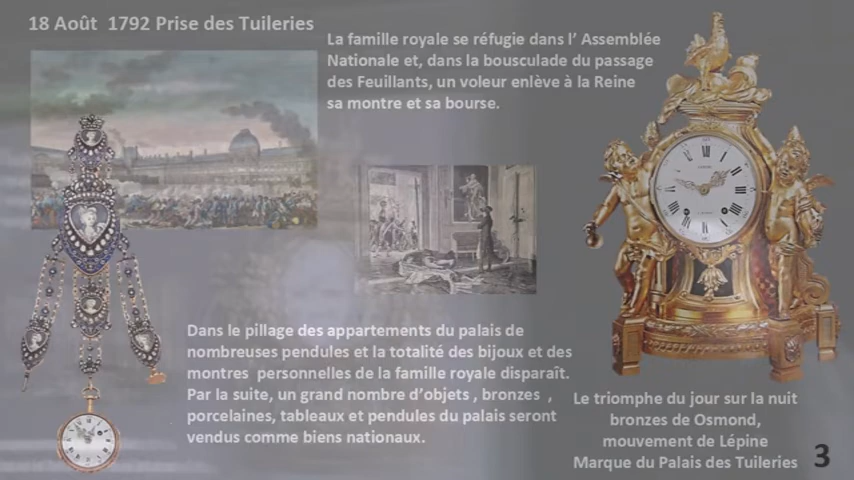 18 Août 1792 Prise des Tuileries
La famille royale se réfugie dans l' Assemblée
Nationale et, dans la bousculade du passage
des Feuillants, un voleur enlève à la Reine
sa montre et sa bourse.
Dans le pillage des appartements du palais de
nombreuses pendules et la totalité des bijoux et des
montres personnelles de la famille royale disparaît.
Par la suite, un grand nombre d'objets , bronzes ,
porcelaines, tableaux et pendules du palais seront
vendus comme biens nationaux.
Le triomphe du jour sur la nuit
bronzes de Osmond,
mouvement de Lépine
Marque du Palais des Tuileries
3